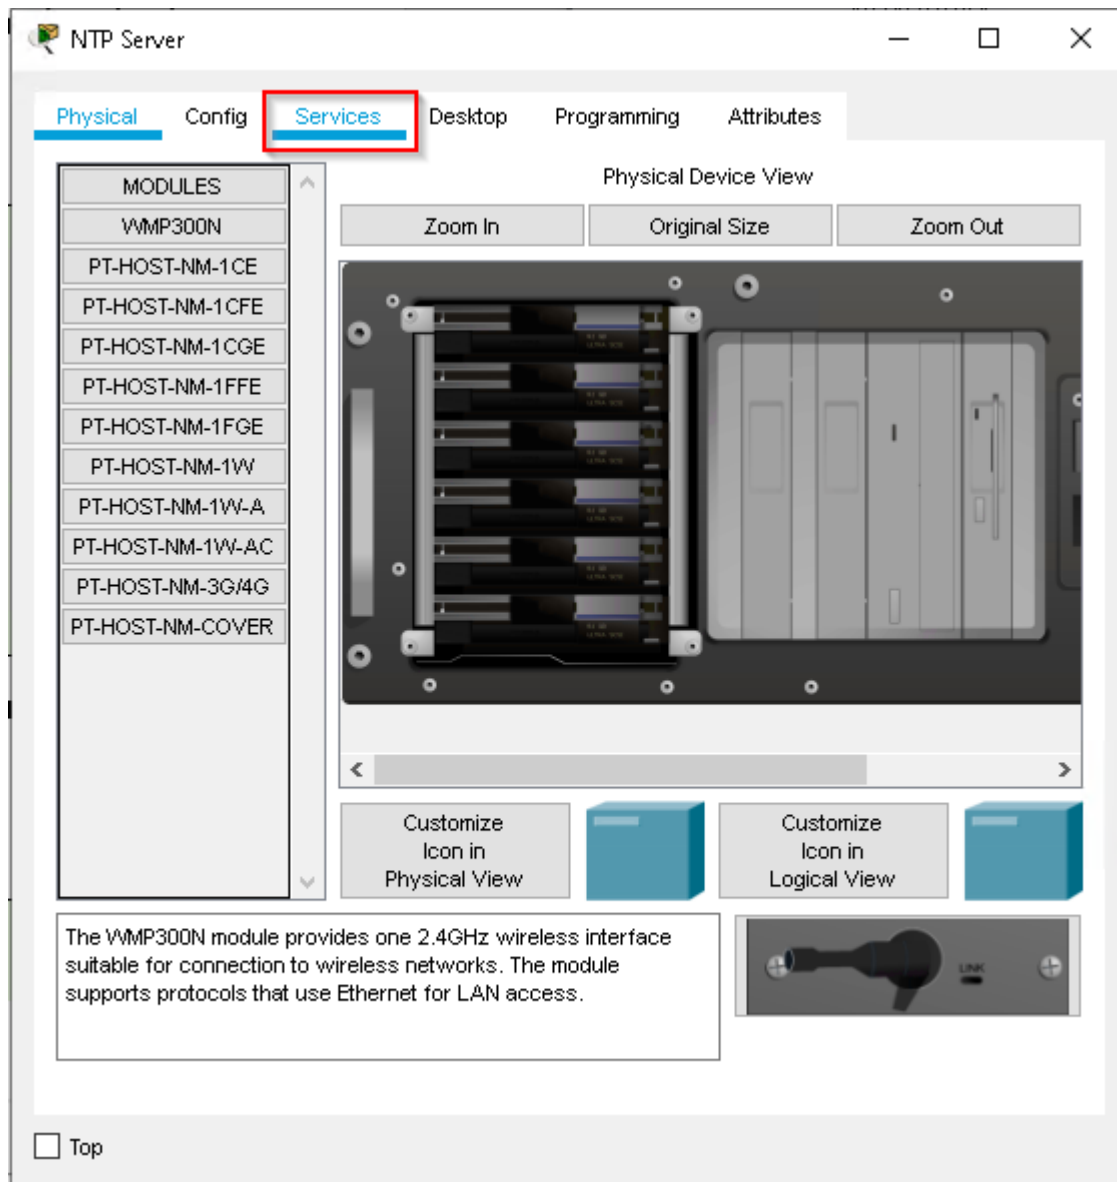 NTP Server
Physical Config Services Desktop Programming Attributes
MODULES
WMP300N
PT-HOST-NM-1CE
PT-HOST-NM-1CFE
PT-HOST-NM-1CGE
PT-HOST-NM-1FFE
PT-HOST-NM-1FGE
PT-HOST-NM-1W
PT-HOST-NM-1W-A
PT-HOST-NM-1W-AC
PT-HOST-NM-3G/4G
PT-HOST-NM-COVER
Physical Device View
Zoom In Original Size Zoom Out
Customize
Icon in
Physical View
Customize
Icon in
Logical View
The WMP300N module provides one 2.4GHz wireless interface
suitable for connection to wireless networks. The module
supports protocols that use Ethernet for LAN access.
LINK
Top